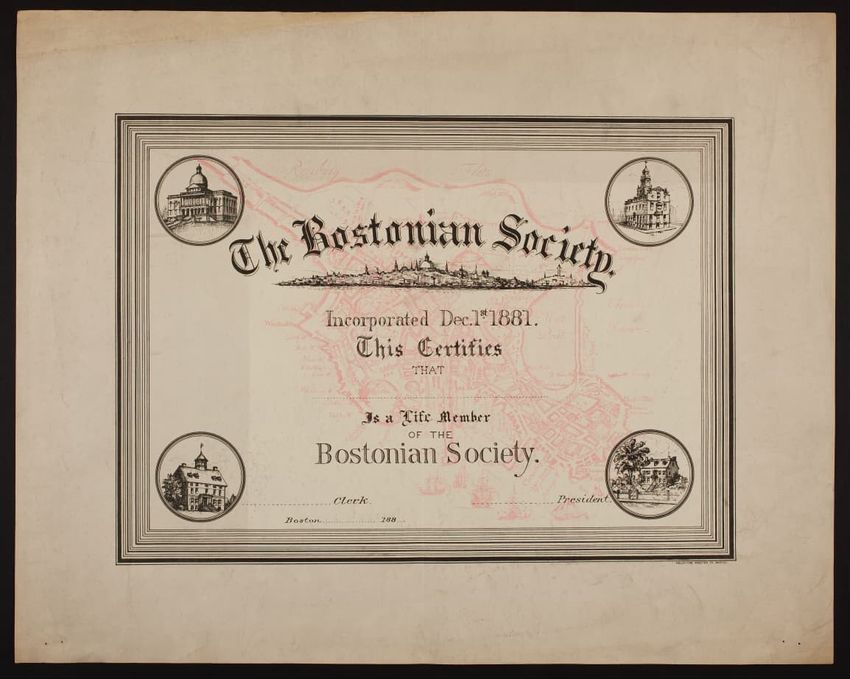 The Bostonian Society.
Incorporated Dec. 1st 1881.
This Certifies
THAT
Is a Life Member
OF THE
Bostonian Society.
Clerk.
President
Boston 188